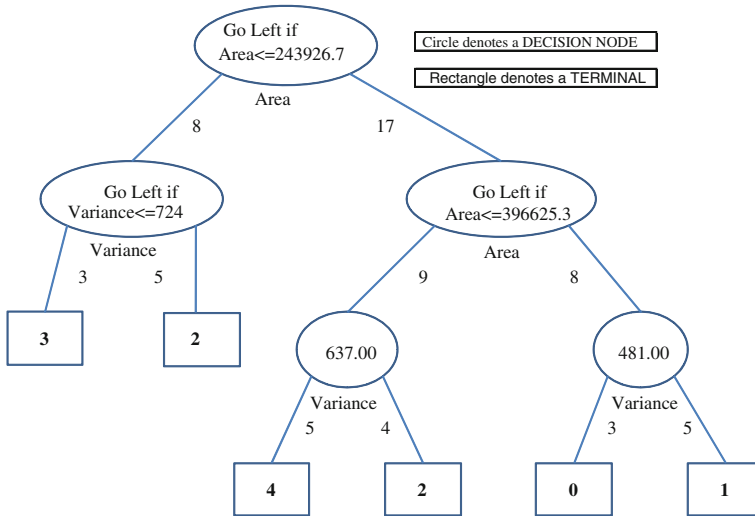 Go Left if
Area<=243926.7
Circle denotes a DECISION NODE
Rectangle denotes a TERMINAL
Area
8
17
Go Left if
Variance<=724
Go Left if
Area<=396625.3
Variance
Area
3
5
9
8
3
2
637.00
481.00
Variance
Variance
5
4
3
5
4
2
0
1